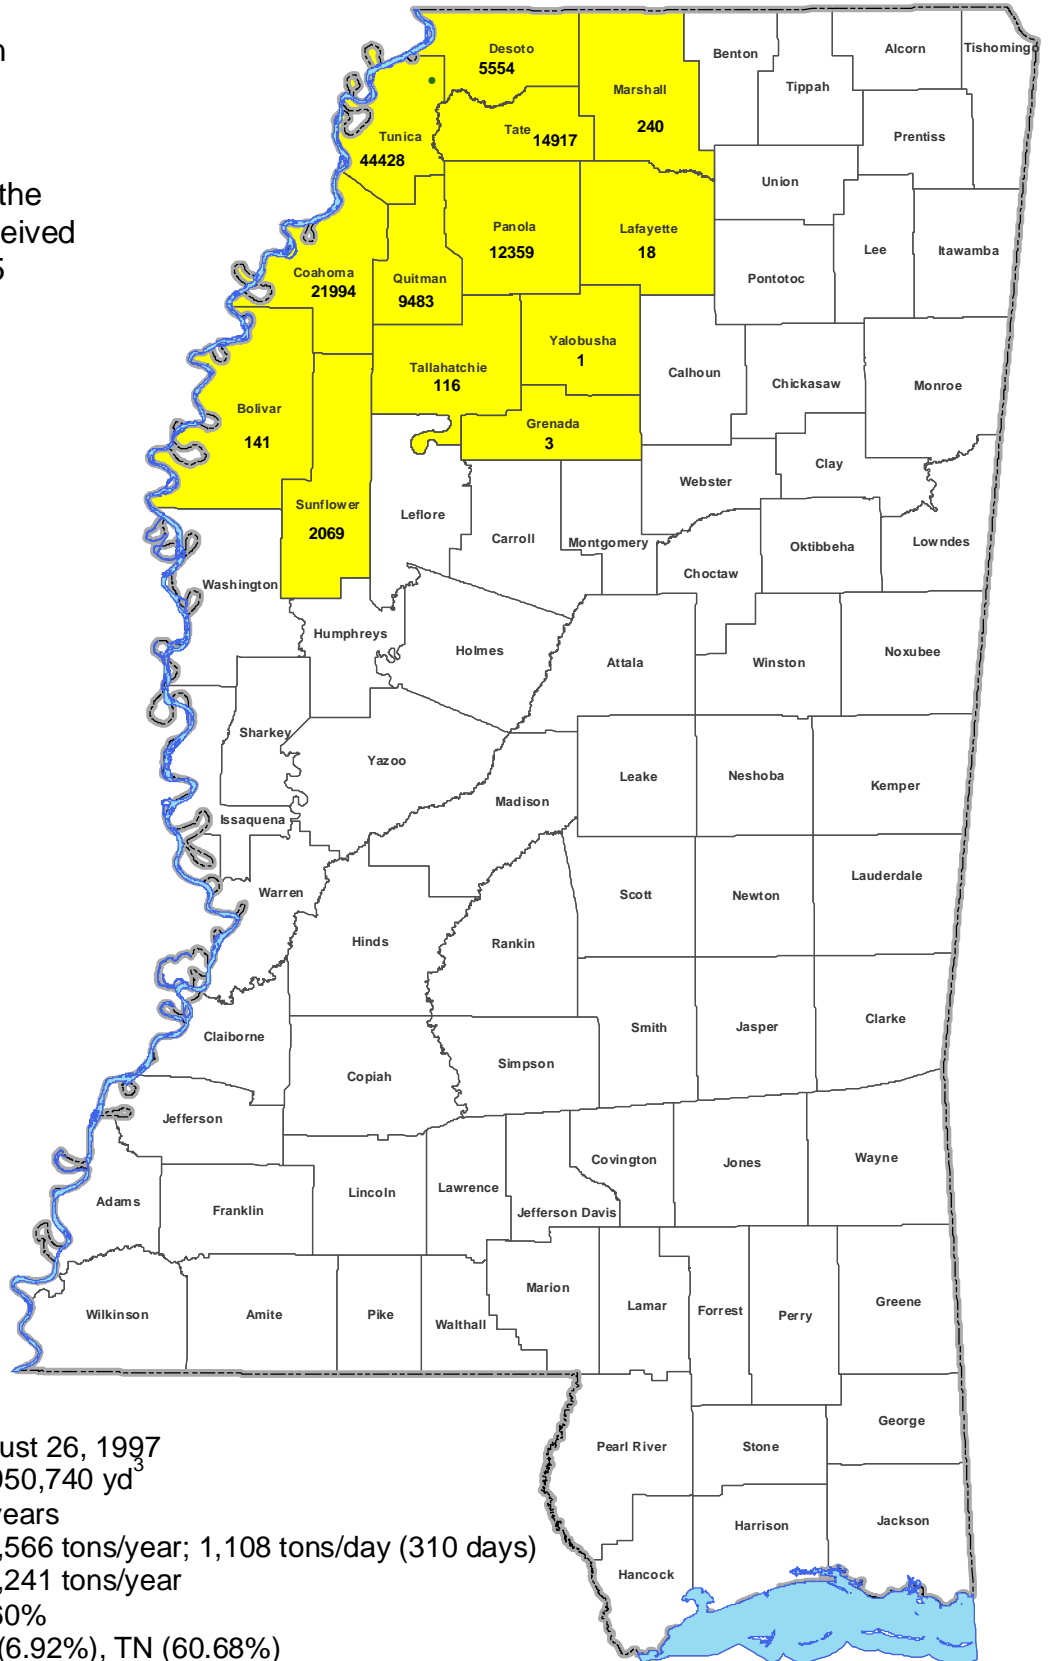 n
the
eived
5
Desoto
5554
Benton
Alcorn
Tishomingo
Tippah
Marshall
240
Tate 14917
Tunica
44428
Prentiss
Union
Panola
12359
Lafayette
18
Lee
Itawamba
Pontotoc
Coahoma
21994
Quitman
9483
Yalobusha
1
Tallahatchie
116
Calhoun
Chickasaw
Monroe
Bolivar
141
Grenada
3
Clay
Webster
Sunflower
2069
Leflore
Carroll
Montgomery
Oktibbeha
Lowndes
Choctaw
Washington
Humphreys
Holmes
Attala
Winston
Noxubee
Sharkey
Yazoo
Leake
Neshoba
Kemper
Madison
Issaquena
Warren
Scott
Newton
Lauderdale
Hinds
Rankin
Claiborne
Smith
Jasper
Clarke
Copiah
Simpson
Jefferson
Covington
Jones
Wayne
Adams
Franklin
Lincoln
Lawrence
Jefferson Davis
Wilkinson
Amite
Pike
Walthall
Marion
Lamar
Forrest
Perry
Greene
George
Pearl River
Stone
Harrison
Jackson
Hancock
ust 26, 1997
950,740 yd3
years
,566 tons/year; 1,108 tons/day (310 days)
,241 tons/year
60%
(6.92%), TN (60.68%)